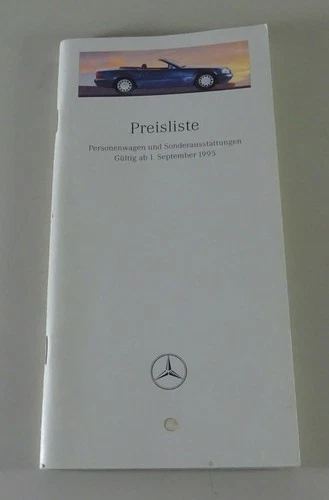 Preisliste
Personenwagen und Sonderausstattungen
Gültig ab 1. September 1995